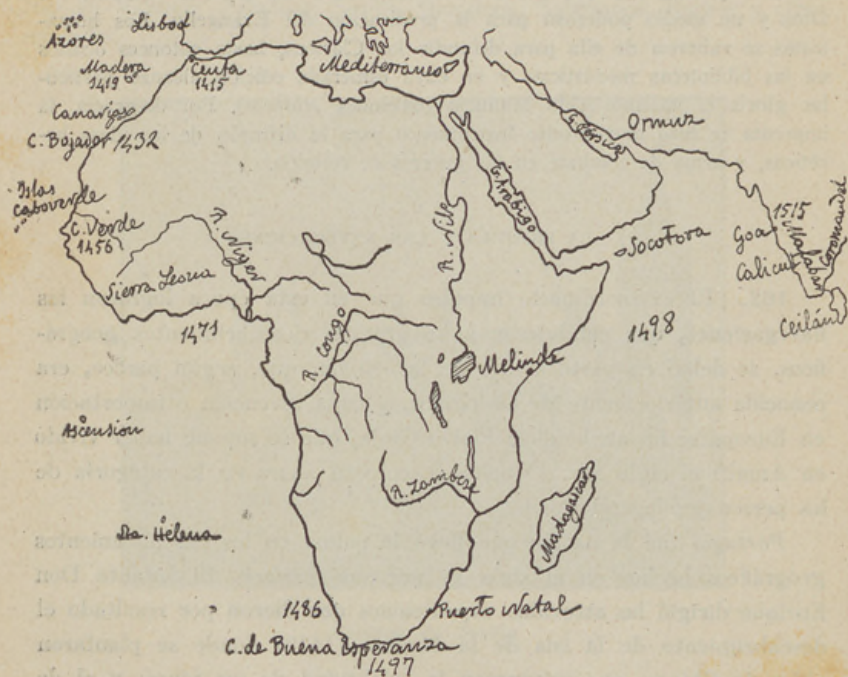 Lisboa
Azores
Madera
1419
Ceuta
1415
Mediterráneo
Canarias
C. Bojador 1432
G. Pérsico
Ormuz
Islas
Caboverde
C. Verde
1456
R. Niger
R. Nilo
G. Arábigo
Socotora
Goa
1515
Malabar
Coromandel
Calicut
Ceilán
Sierra Leona
1471
R. Congo
Melinda
1498
Ascensión
R. Zambese
Madagascar
Sta. Helena
1486
Puerto Natal
C. de Buena Esperanza
1497